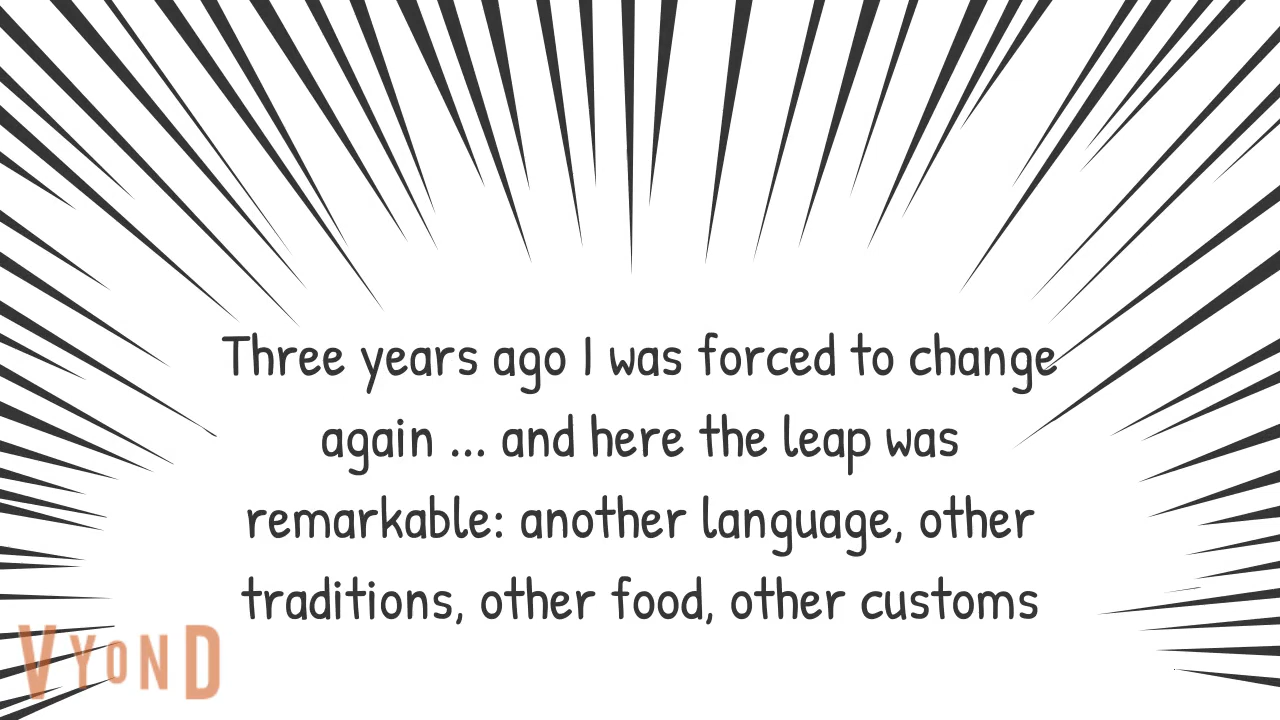 Three years ago I was forced to change
again ... and here the leap was
remarkable: another language, other
traditions, other food, other customs
VYOND